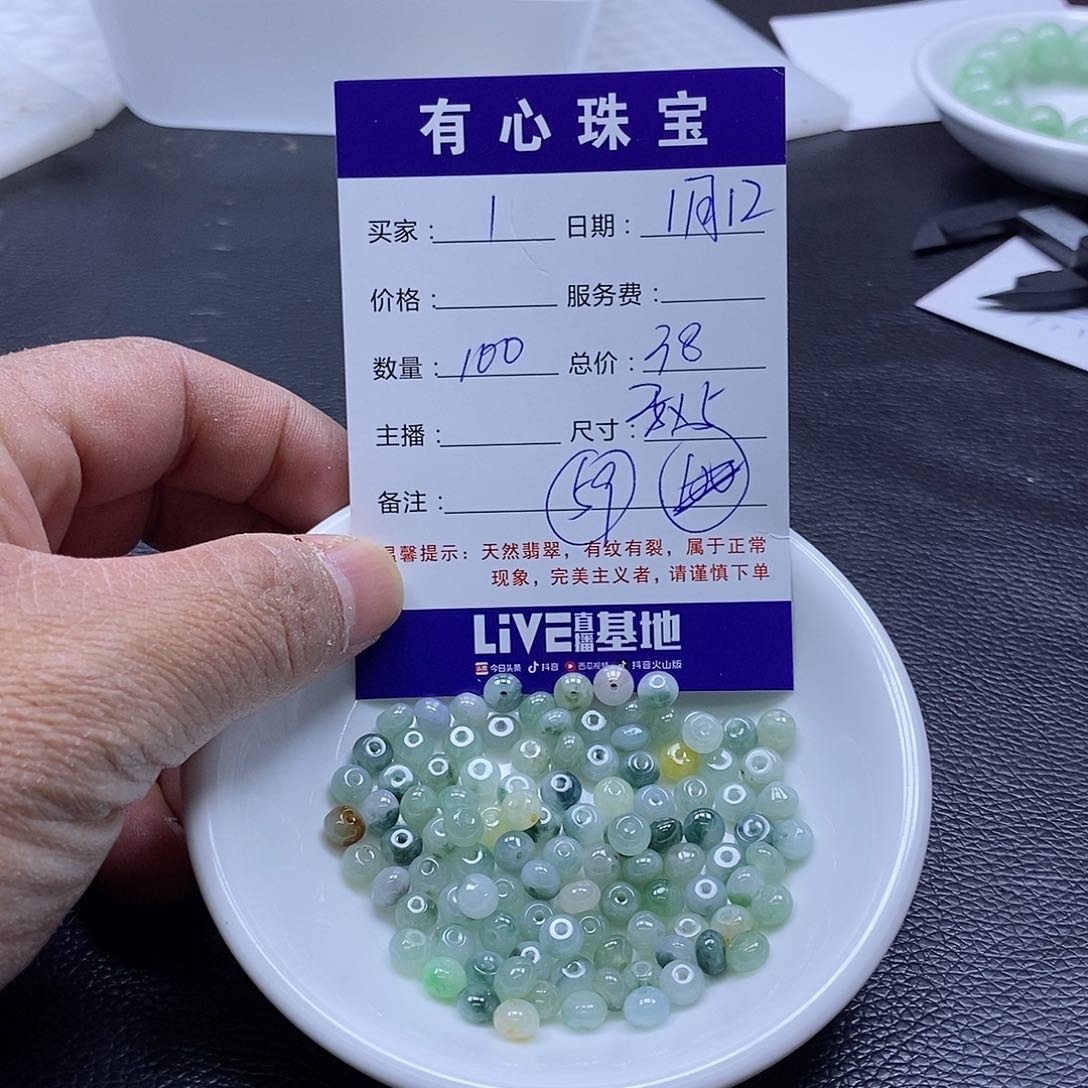 有心珠宝
买家： 1 日期： 1月12
价格： 服务费：
数量： 100 总价： 38
主播： 尺寸：
备注： 59
温馨提示：天然翡翠，有纹有裂，属于正常
现象，完美主义者，请谨慎下单
LiVE直播基地
今日头条 抖音 西瓜视频 抖音火山版